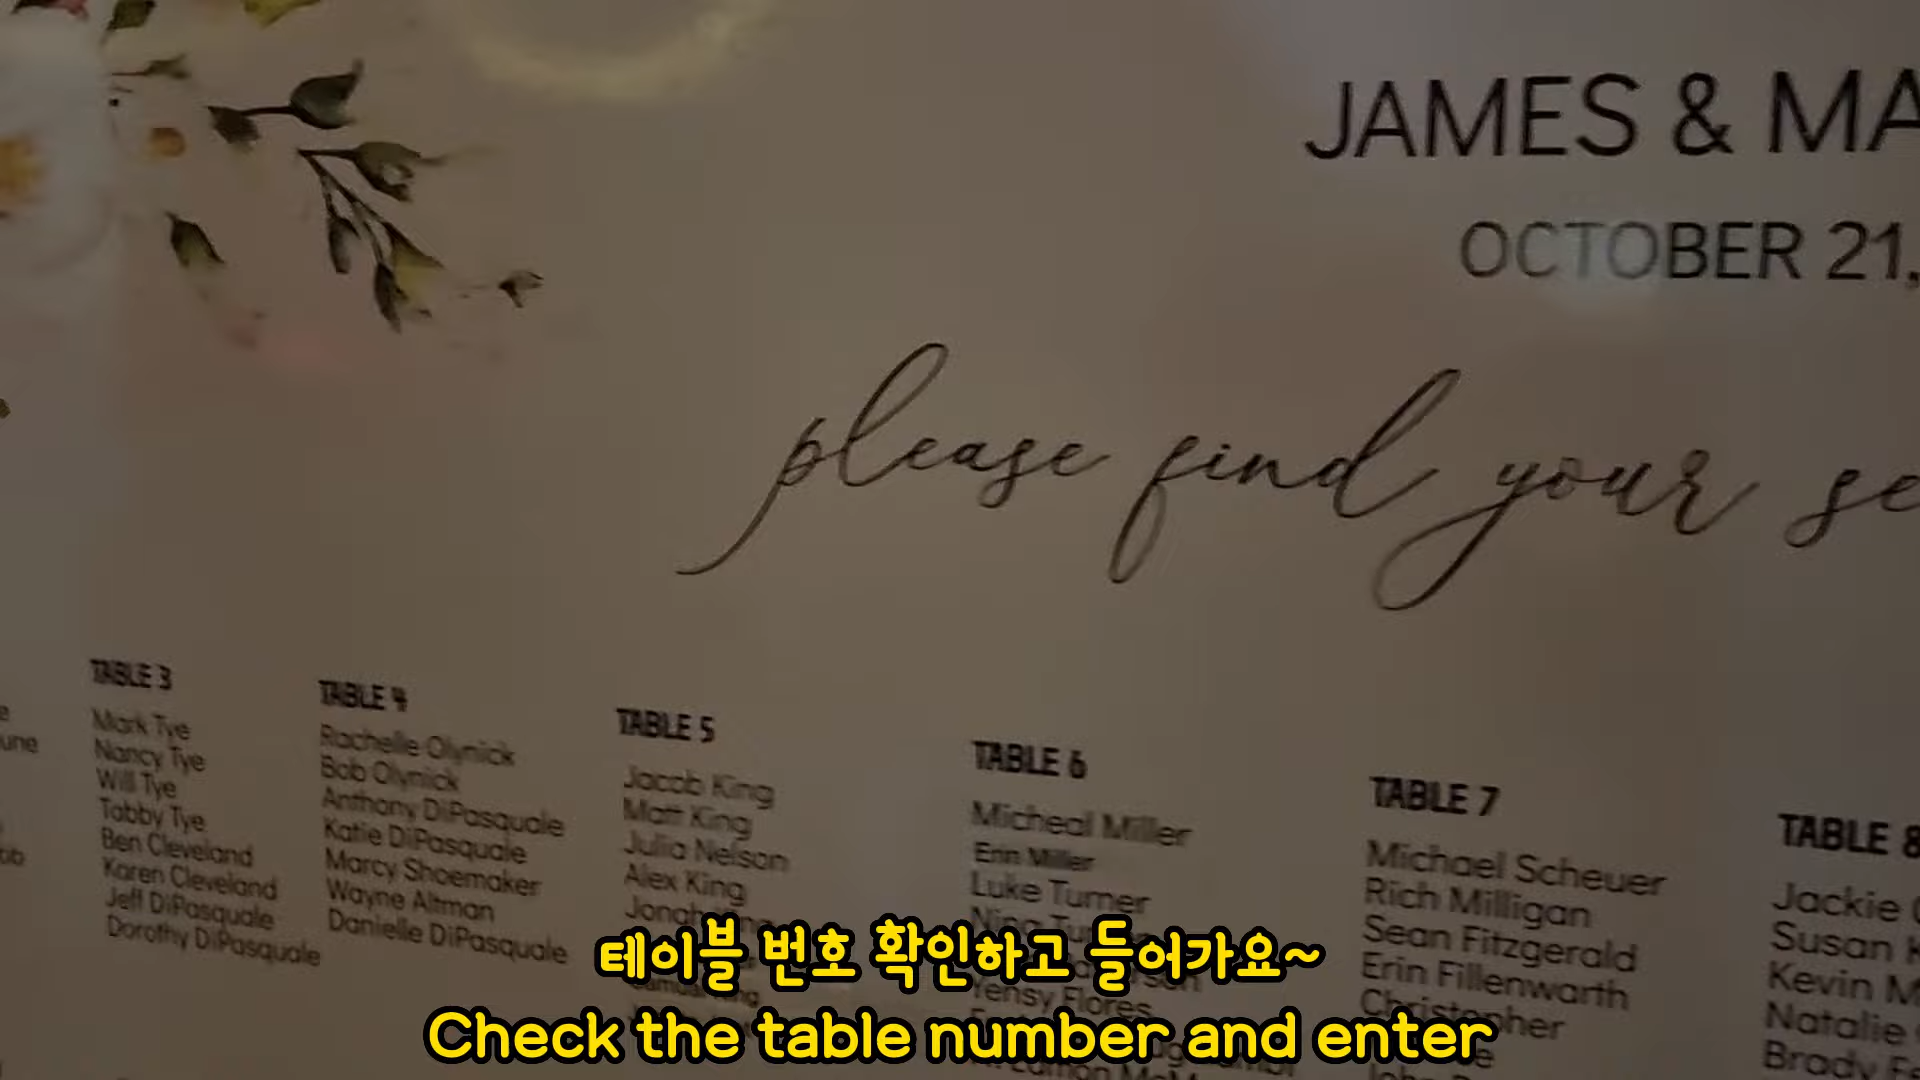 JAMES & MA
OCTOBER 21,
please find your se
TABLE 3
Mark Tye
Nancy Tye
Will Tye
Tabby Tye
Ben Cleveland
Karen Cleveland
Jeff DiPasquale
Dorothy DiPasquale
TABLE 4
Rachelle Olynick
Bob Olynick
Anthony DiPasquale
Katie DiPasquale
Marcy Shoemaker
Wayne Altman
Danielle DiPasquale
TABLE 5
Jacob King
Matt King
Julia Nelson
Alex King
TABLE 6
Micheal Miller
Erin Miller
Luke Turner
Yensy Flores
TABLE 7
Michael Scheuer
Rich Milligan
Sean Fitzgerald
Erin Fillenwarth
Christopher
TABLE 8
Jackie
Susan K
Kevin M
Natalie
Brady
테이블 번호 확인하고 들어가요~
Check the table number and enter